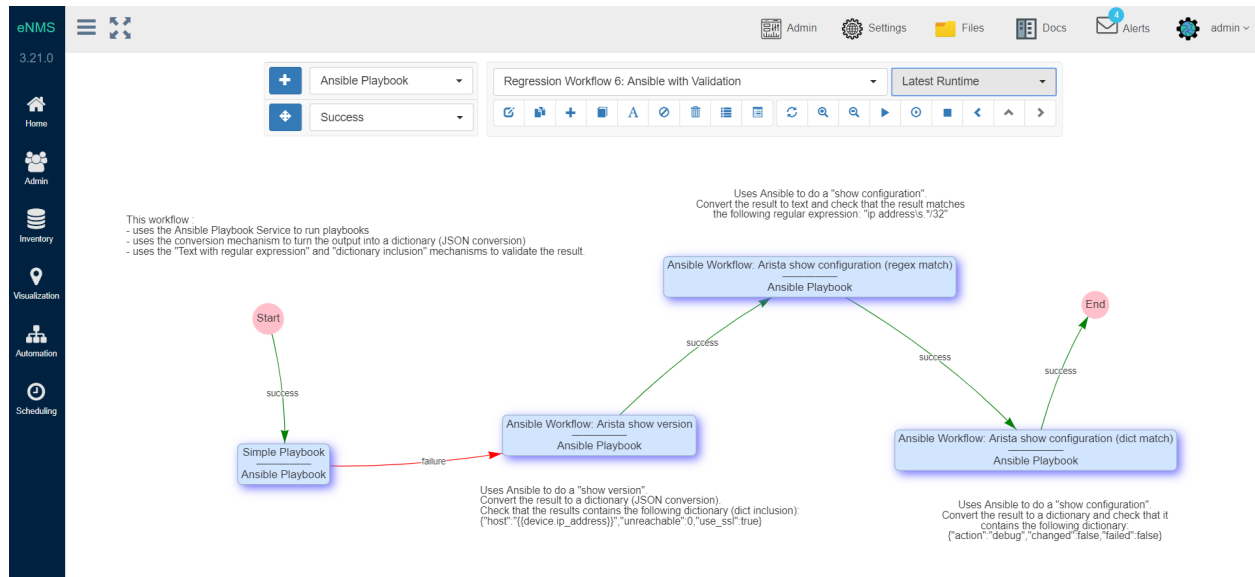 eNMS
3.21.0
Home
Admin
Inventory
Visualization
Automation
Scheduling
Admin
Settings
Files
Docs
4
Alerts
admin
Ansible Playbook
Success
Regression Workflow 6: Ansible with Validation
Latest Runtime
This workflow :
- uses the Ansible Playbook Service to run playbooks
- uses the conversion mechanism to turn the output into a dictionary (JSON conversion)
- uses the "Text with regular expression" and "dictionary inclusion" mechanisms to validate the result.
Uses Ansible to do a "show configuration".
Convert the result to text and check that the result matches
the following regular expression: "ip address\s.*/32"
Ansible Workflow: Arista show configuration (regex match)
Ansible Playbook
Start
End
success
success
success
success
Simple Playbook
Ansible Playbook
failure
Ansible Workflow: Arista show version
Ansible Playbook
Ansible Workflow: Arista show configuration (dict match)
Ansible Playbook
Uses Ansible to do a "show version".
Convert the result to a dictionary (JSON conversion).
Check that the results contains the following dictionary (dict inclusion):
{"host":"{{device.ip_address}}","unreachable":0,"use_ssl":true}
Uses Ansible to do a "show configuration".
Convert the result to a dictionary and check that it
contains the following dictionary:
{"action":"debug","changed":false,"failed":false}